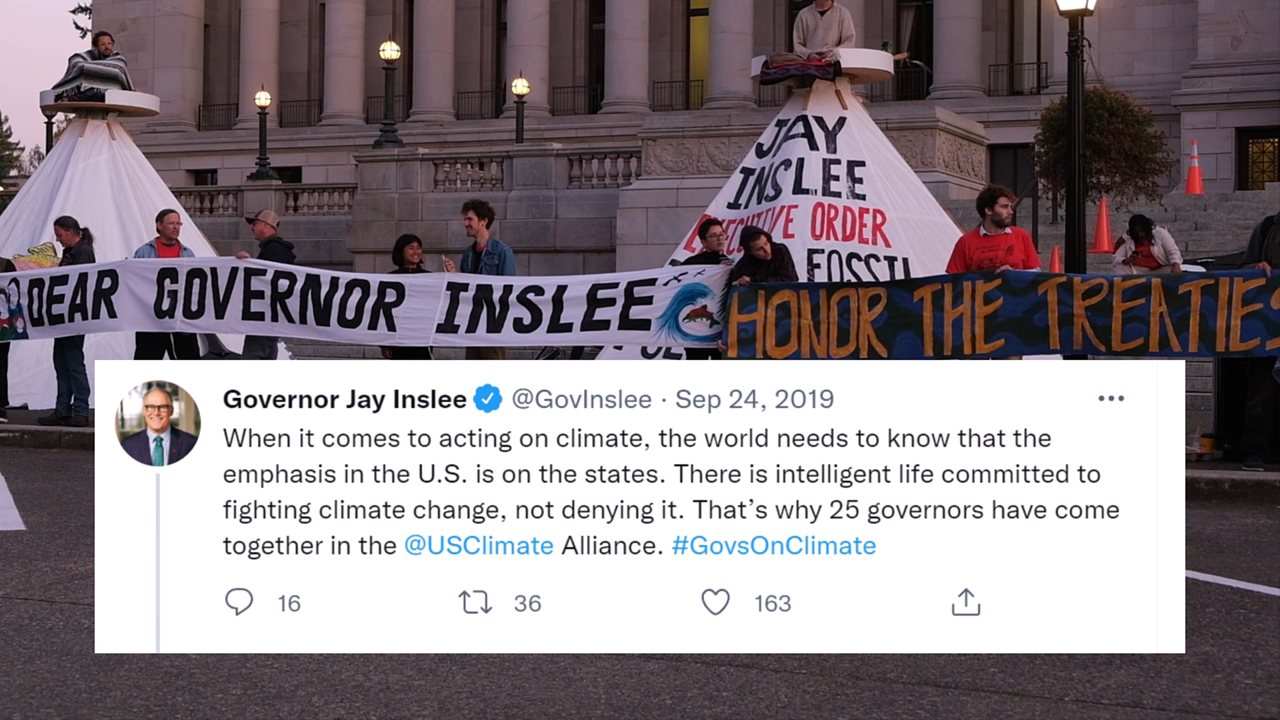 JAY
INSLEE
EXECUTIVE ORDER
FOSSIL
DEAR GOVERNOR INSLEE
HONOR THE TREATIES
Governor Jay Inslee @GovInslee · Sep 24, 2019
When it comes to acting on climate, the world needs to know that the
emphasis in the U.S. is on the states. There is intelligent life committed to
fighting climate change, not denying it. That’s why 25 governors have come
together in the @USClimate Alliance. #GovsOnClimate
16 36 163